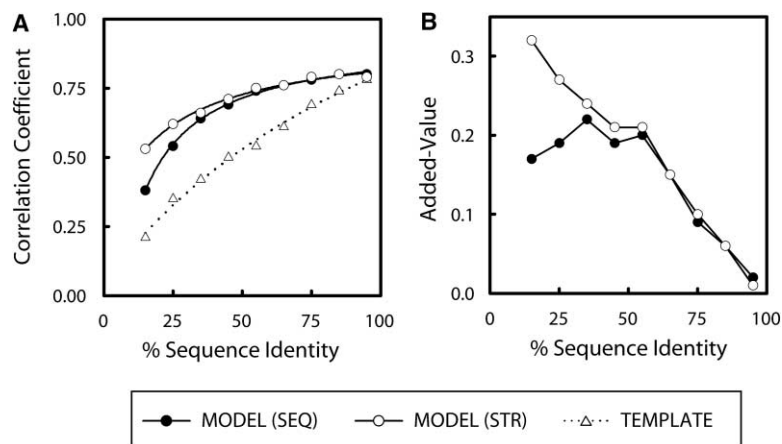 A
Correlation Coefficient
1.00
0.75
0.50
0.25
0.00
0 25 50 75 100
% Sequence Identity
B
Added-Value
0.3
0.2
0.1
0.0
0 25 50 75 100
% Sequence Identity
MODEL (SEQ) MODEL (STR) TEMPLATE